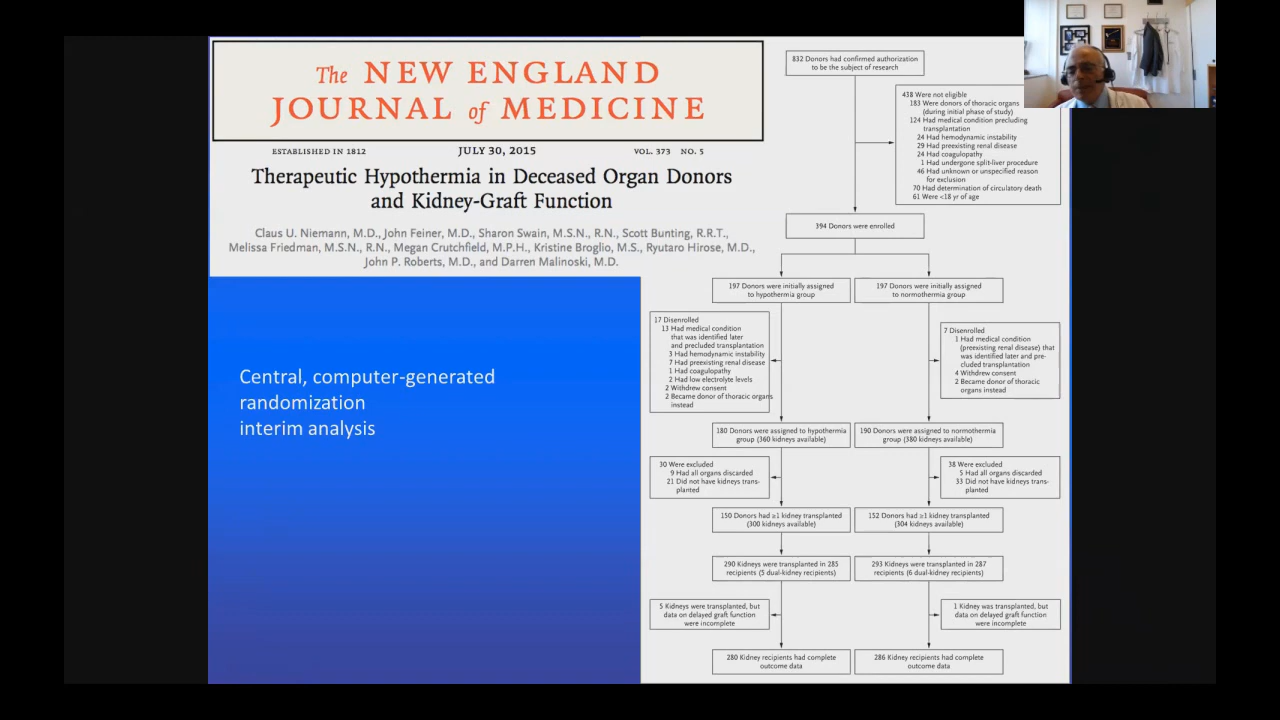 The NEW ENGLAND
JOURNAL of MEDICINE
ESTABLISHED IN 1812
JULY 30, 2015
VOL. 373 NO. 5
Therapeutic Hypothermia in Deceased Organ Donors
and Kidney-Graft Function
Claus U. Niemann, M.D., John Feiner, M.D., Sharon Swain, M.S.N., R.N., Scott Bunting, R.R.T.,
Melissa Friedman, M.S.N., R.N., Megan Crutchfield, M.P.H., Kristine Broglio, M.S., Ryutaro Hirose, M.D.,
John P. Roberts, M.D., and Darren Malinoski, M.D.
Central, computer-generated
randomization
interim analysis
832 Donors had confirmed authorization
to be the subject of research
438 Were not eligible
183 Were donors of thoracic organs
(during initial phase of study)
124 Had medical condition precluding
transplantation
24 Had hemodynamic instability
29 Had preexisting renal disease
24 Had coagulopathy
1 Had undergone split-liver procedure
46 Had unknown or unspecified reason
for exclusion
70 Had determination of circulatory death
61 Were <18 yr of age
394 Donors were enrolled
197 Donors were initially assigned
to hypothermia group
197 Donors were initially assigned
to normothermia group
17 Disenrolled
13 Had medical condition
that was identified later
and precluded transplantation
3 Had hemodynamic instability
7 Had preexisting renal disease
1 Had coagulopathy
2 Had low electrolyte levels
2 Withdrew consent
2 Became donor of thoracic organs
instead
7 Disenrolled
1 Had medical condition
(preexisting renal disease) that
was identified later and pre-
cluded transplantation
4 Withdrew consent
2 Became donor of thoracic
organs instead
180 Donors were assigned to hypothermia
group (360 kidneys available)
190 Donors were assigned to normothermia
group (380 kidneys available)
30 Were excluded
9 Had all organs discarded
21 Did not have kidneys trans-
planted
38 Were excluded
5 Had all organs discarded
33 Did not have kidneys trans-
planted
150 Donors had ≥1 kidney transplanted
(300 kidneys available)
152 Donors had ≥1 kidney transplanted
(304 kidneys available)
290 Kidneys were transplanted in 285
recipients (5 dual-kidney recipients)
293 Kidneys were transplanted in 287
recipients (6 dual-kidney recipients)
5 Kidneys were transplanted, but
data on delayed graft function
were incomplete
1 Kidney was transplanted, but
data on delayed graft function
were incomplete
280 Kidney recipients had complete
outcome data
286 Kidney recipients had complete
outcome data